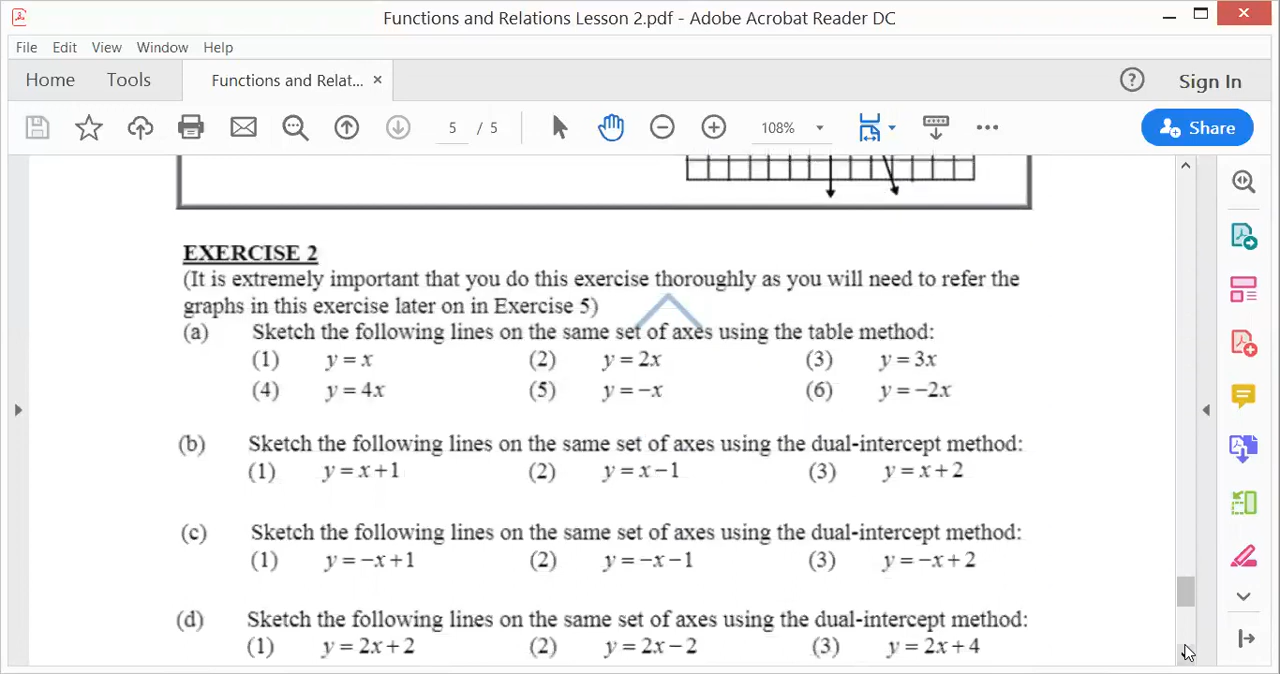 Functions and Relations Lesson 2.pdf - Adobe Acrobat Reader DC
File Edit View Window Help
Home Tools Functions and Relat... × ? Sign In
5 / 5 108% Share
EXERCISE 2
(It is extremely important that you do this exercise thoroughly as you will need to refer the
graphs in this exercise later on in Exercise 5)
(a) Sketch the following lines on the same set of axes using the table method:
(1) y = x (2) y = 2x (3) y = 3x
(4) y = 4x (5) y = −x (6) y = −2x
(b) Sketch the following lines on the same set of axes using the dual-intercept method:
(1) y = x + 1 (2) y = x − 1 (3) y = x + 2
(c) Sketch the following lines on the same set of axes using the dual-intercept method:
(1) y = −x + 1 (2) y = −x − 1 (3) y = −x + 2
(d) Sketch the following lines on the same set of axes using the dual-intercept method:
(1) y = 2x + 2 (2) y = 2x − 2 (3) y = 2x + 4